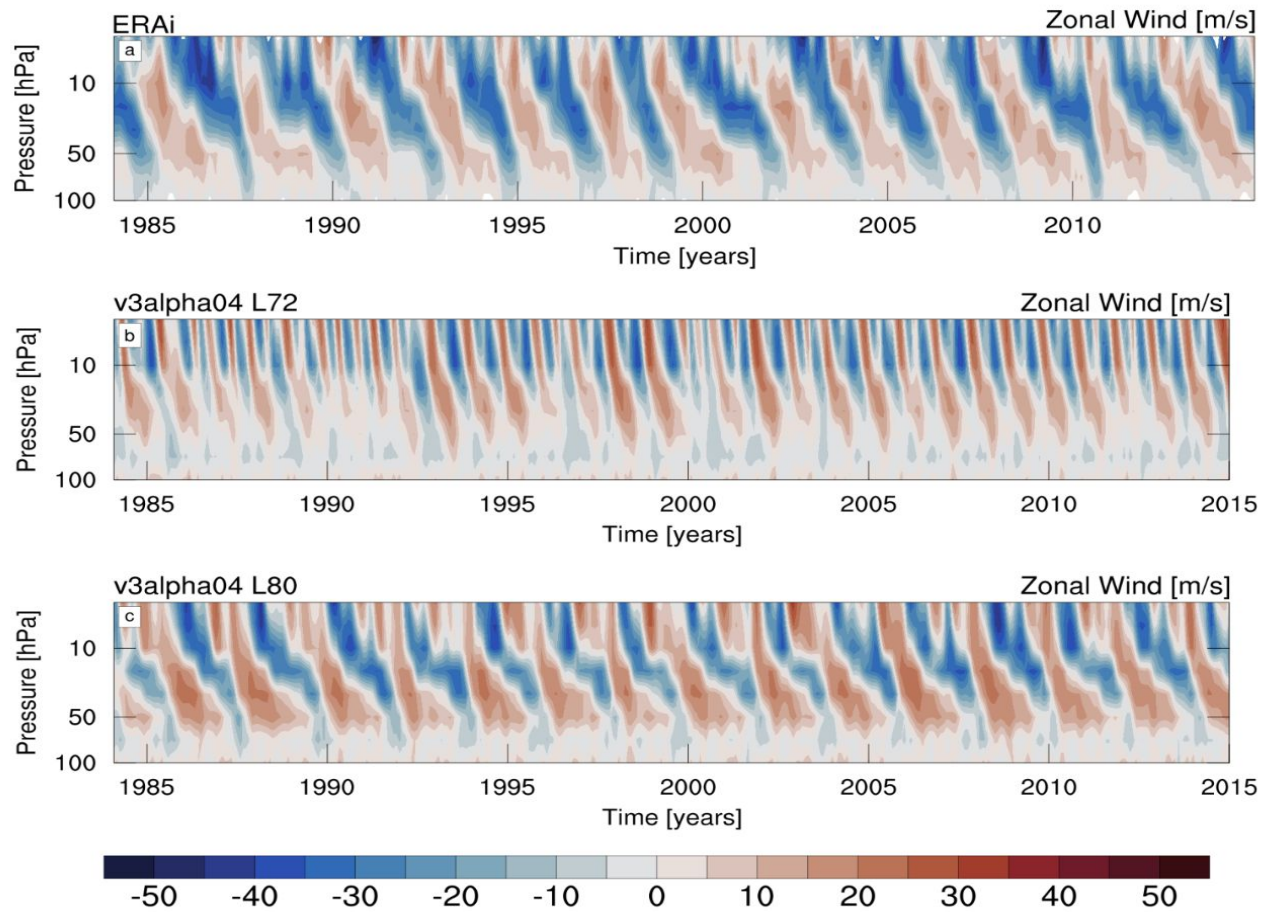 ERAi Zonal Wind [m/s]
a
Pressure [hPa]
10
50
100
1985 1990 1995 2000 2005 2010
Time [years]
v3alpha04 L72 Zonal Wind [m/s]
b
Pressure [hPa]
10
50
100
1985 1990 1995 2000 2005 2010 2015
Time [years]
v3alpha04 L80 Zonal Wind [m/s]
c
Pressure [hPa]
10
50
100
1985 1990 1995 2000 2005 2010 2015
Time [years]
-50 -40 -30 -20 -10 0 10 20 30 40 50